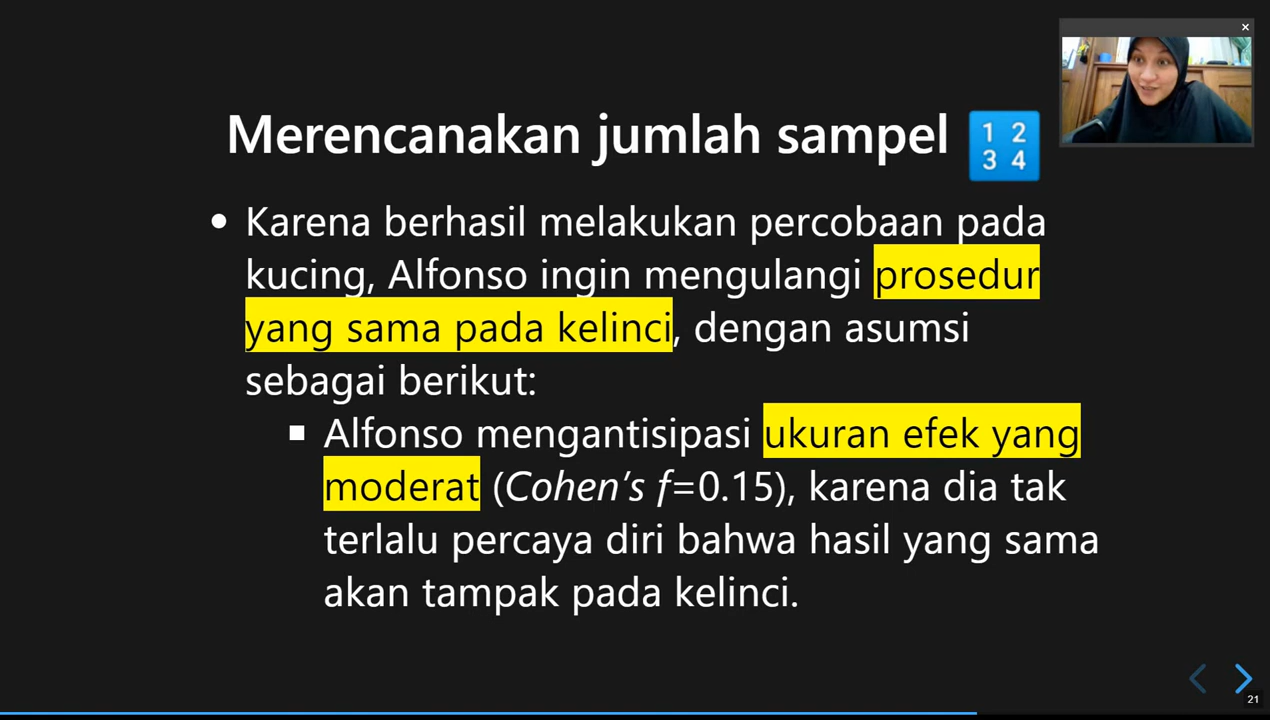 Merencanakan jumlah sampel 1 2 3 4
• Karena berhasil melakukan percobaan pada
kucing, Alfonso ingin mengulangi prosedur
yang sama pada kelinci, dengan asumsi
sebagai berikut:
▪ Alfonso mengantisipasi ukuran efek yang
moderat (Cohen’s f=0.15), karena dia tak
terlalu percaya diri bahwa hasil yang sama
akan tampak pada kelinci.
21